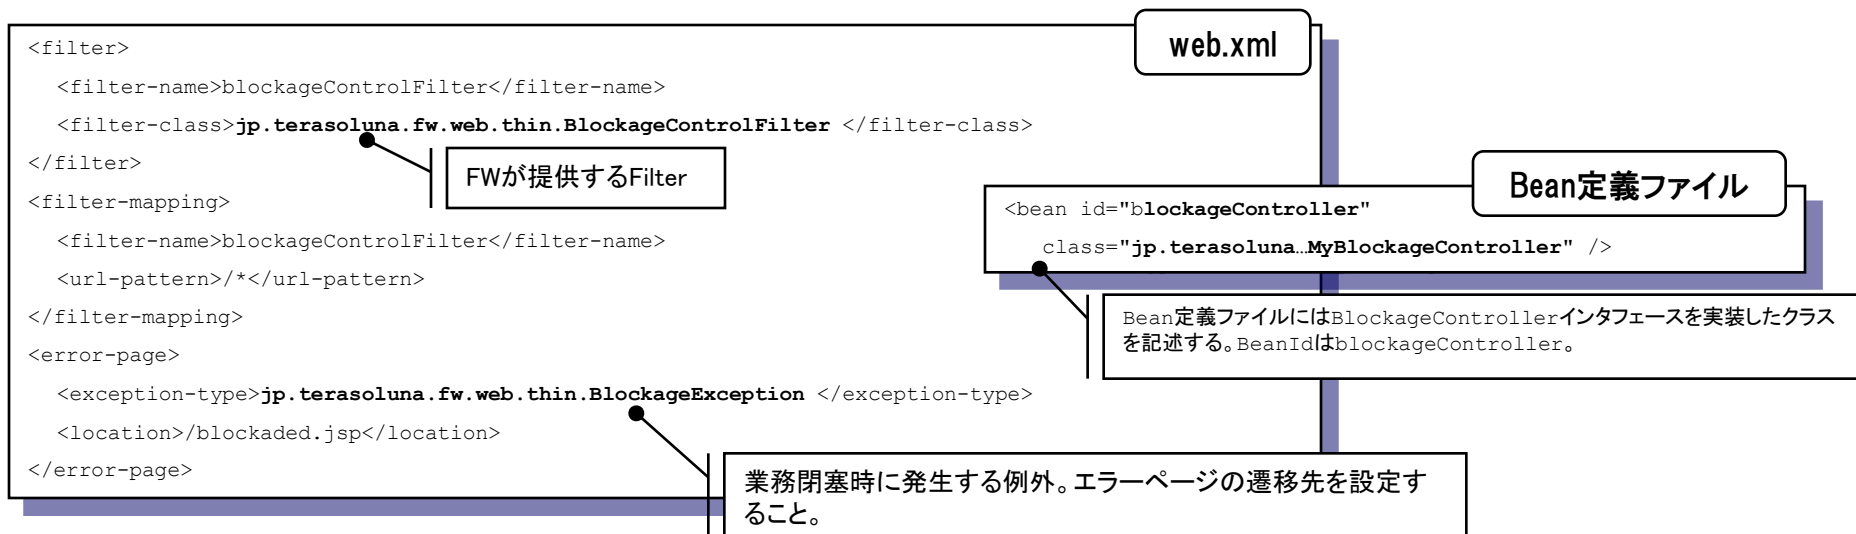 web.xml
<filter>
<filter-name>blockageControlFilter</filter-name>
<filter-class>jp.terasoluna.fw.web.thin.BlockageControlFilter </filter-class>
</filter>
FWが提供するFilter
<filter-mapping>
<filter-name>blockageControlFilter</filter-name>
<url-pattern>/*</url-pattern>
</filter-mapping>
<error-page>
<exception-type>jp.terasoluna.fw.web.thin.BlockageException </exception-type>
<location>/blockaded.jsp</location>
</error-page>
業務閉塞時に発生する例外。エラーページの遷移先を設定す
ること。
Bean定義ファイル
<bean id="blockageController"
class="jp.terasoluna…MyBlockageController" />
Bean定義ファイルにはBlockageControllerインタフェースを実装したクラス
を記述する。BeanIdはblockageController。